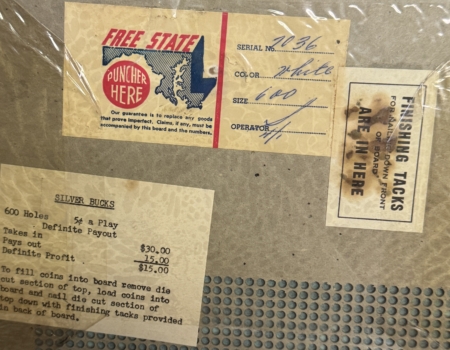 FREE STATE
PUNCHER
HERE
Our guarantee is to replace any goods
that prove imperfect. Claims, if any, must be
accompanied by this board and the numbers.
SERIAL No. 7036
COLOR white
SIZE 600
OPERATOR
FINISHING TACKS
FOR NAILING DOWN FRONT
OF BOARD
ARE IN HERE
SILVER BUCKS
600 Holes 5¢ a Play
Definite Payout
Takes in $30.00
Pays out 15.00
Definite Profit $15.00
To fill coins into board remove die
cut section of top, load coins into
board and nail die cut section of
top down with finishing tacks provided
in back of board.